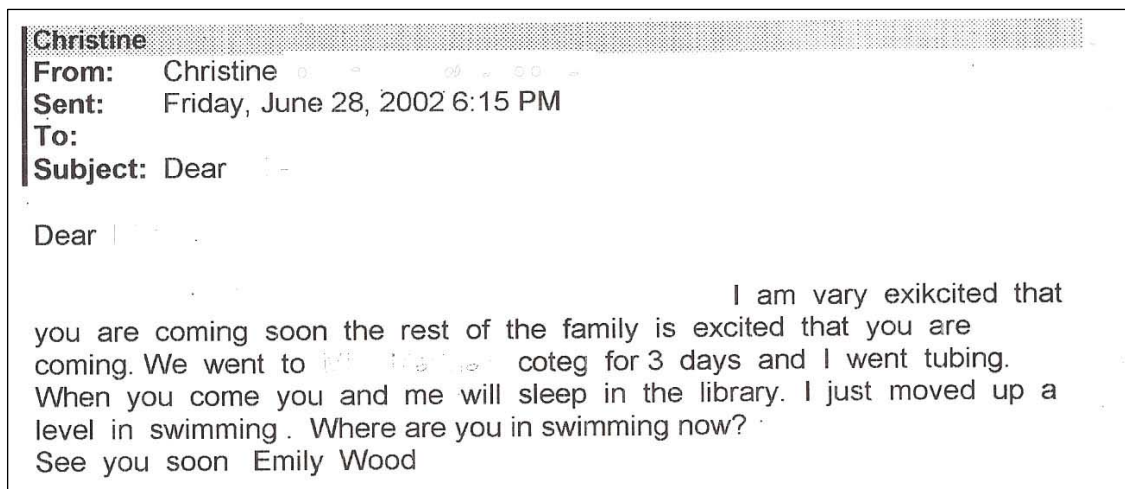 Christine
From: Christine
Sent: Friday, June 28, 2002 6:15 PM
To:
Subject: Dear
Dear
I am vary exikcited that
you are coming soon the rest of the family is excited that you are
coming. We went to coteg for 3 days and I went tubing.
When you come you and me will sleep in the library. I just moved up a
level in swimming . Where are you in swimming now?
See you soon Emily Wood